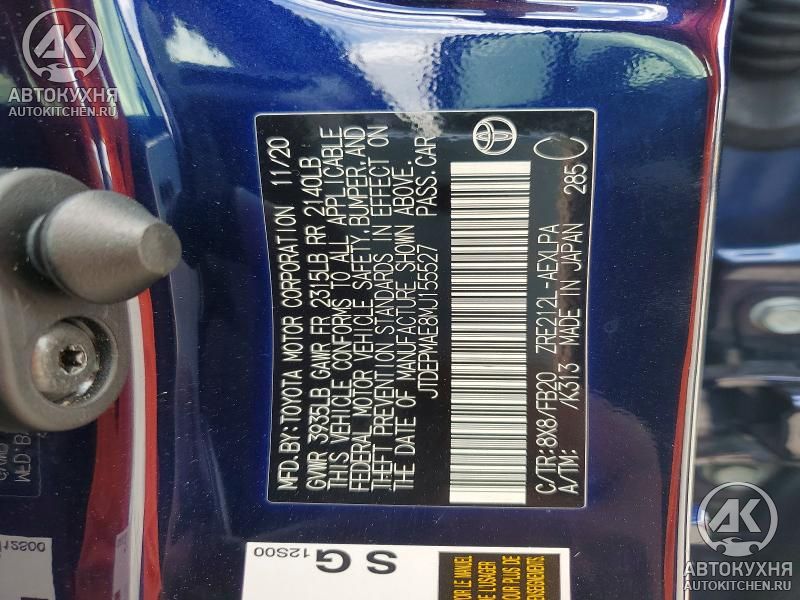 АВТОКУХНЯ
AUTOKITCHEN.RU
MFD. BY: TOYOTA MOTOR CORPORATION 11/20
GVWR 3935LB GAWR FR 2315LB RR 2140LB
THIS VEHICLE CONFORMS TO ALL APPLICABLE
FEDERAL MOTOR VEHICLE SAFETY, BUMPER, AND
THEFT PREVENTION STANDARDS IN EFFECT ON
THE DATE OF MANUFACTURE SHOWN ABOVE.
JTDEPMAE8MJ155527 PASS. CAR
C/TR: 8X8/FB20 ZRE212L-AEXLPA
A/TM: /K313 MADE IN JAPAN 285 C
S G
12S00
АВТОКУХНЯ
AUTOKITCHEN.RU